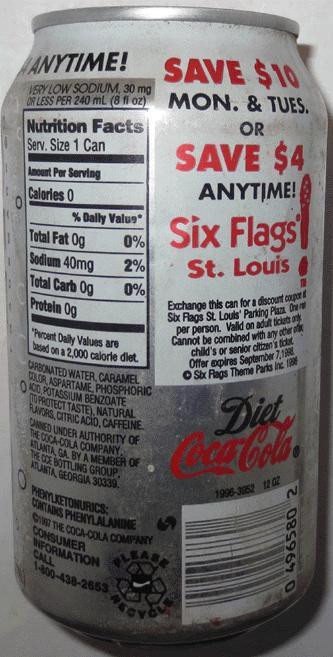 ANYTIME!
VERY LOW SODIUM, 30 mg
OR LESS PER 240 mL (8 fl oz)
Nutrition Facts
Serv. Size 1 Can
Amount Per Serving
Calories 0
% Daily Value*
Total Fat 0g 0%
Sodium 40mg 2%
Total Carb 0g 0%
Protein 0g
*Percent Daily Values are
based on a 2,000 calorie diet.
CARBONATED WATER, CARAMEL
COLOR, ASPARTAME, PHOSPHORIC
ACID, POTASSIUM BENZOATE
(TO PROTECT TASTE), NATURAL
FLAVORS, CITRIC ACID, CAFFEINE.
CANNED UNDER AUTHORITY OF
THE COCA-COLA COMPANY,
ATLANTA, GA. BY A MEMBER OF
THE CCE BOTTLING GROUP,
ATLANTA, GEORGIA 30339.
PHENYLKETONURICS:
CONTAINS PHENYLALANINE
©1997 THE COCA-COLA COMPANY
CONSUMER
INFORMATION
CALL
1-800-438-2653
PLEASE
RECYCLE
SAVE $10
MON. & TUES.
OR
SAVE $4
ANYTIME!
Six Flags®
St. Louis
TM
Exchange this can for a discount coupon at
Six Flags St. Louis' Parking Plaza. One
per person. Valid on adult tickets only.
Cannot be combined with any other offer,
child's or senior citizen's ticket.
Offer expires September 7, 1998.
© Six Flags Theme Parks Inc. 1998
Diet
Coca-Cola®
1996-3952 12 OZ
0 496580 2